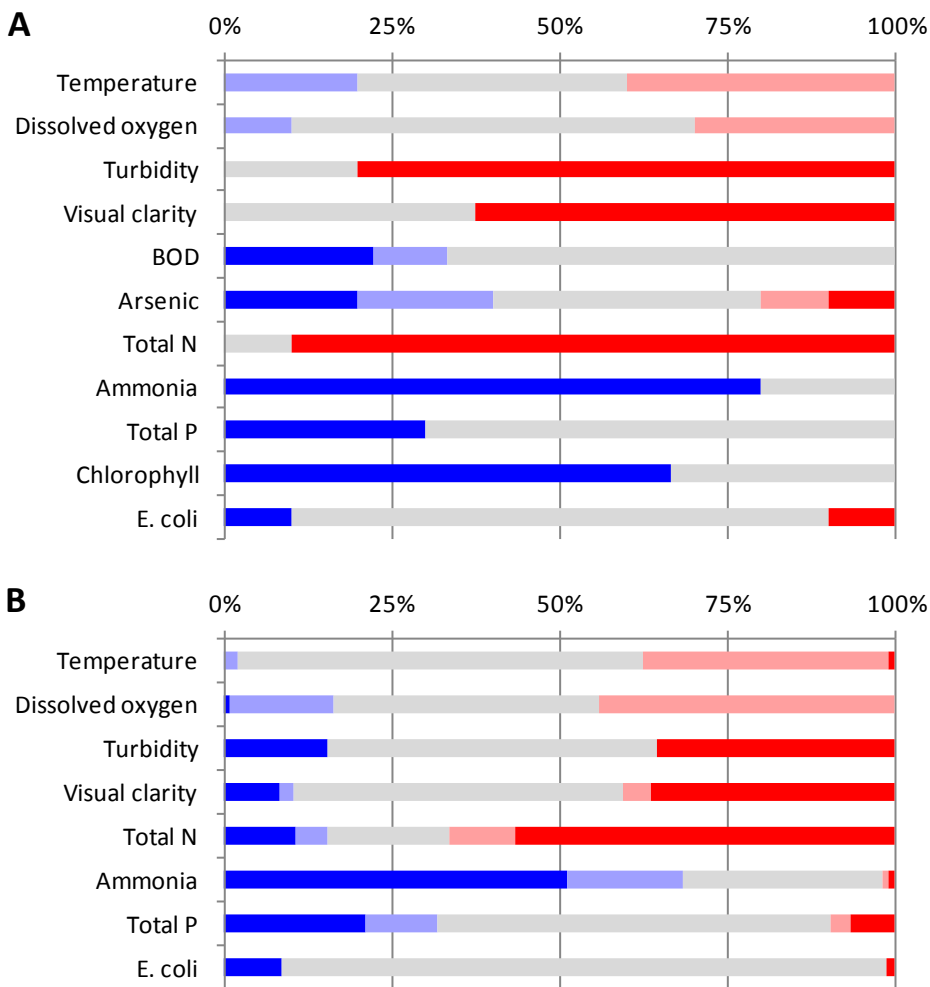 A
0% 25% 50% 75% 100%
Temperature
Dissolved oxygen
Turbidity
Visual clarity
BOD
Arsenic
Total N
Ammonia
Total P
Chlorophyll
E. coli
B
0% 25% 50% 75% 100%
Temperature
Dissolved oxygen
Turbidity
Visual clarity
Total N
Ammonia
Total P
E. coli